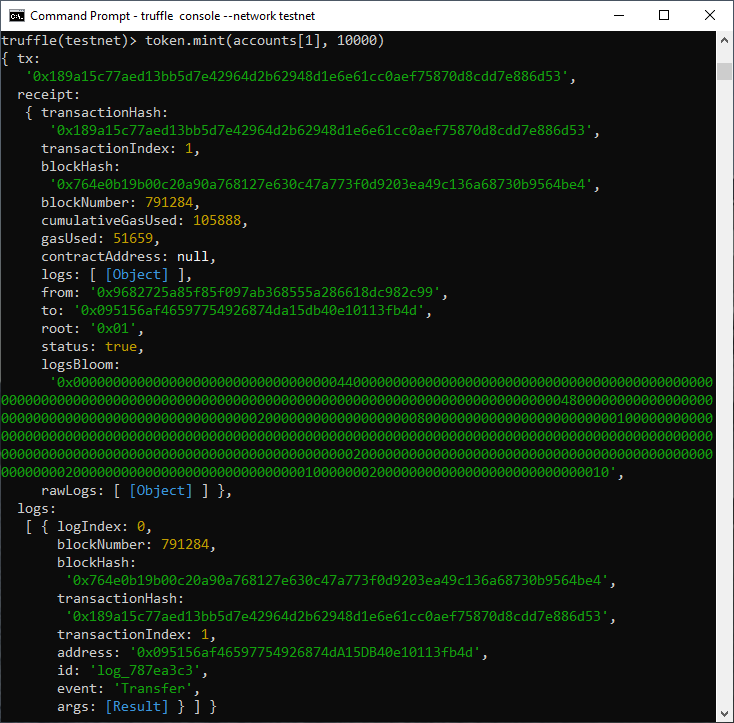 Command Prompt - truffle  console --network testnet
truffle(testnet)> token.mint(accounts[1], 10000)
{ tx:
'0x189a15c77aed13bb5d7e42964d2b62948d1e6e61cc0aef75870d8cdd7e886d53',
receipt:
{ transactionHash:
'0x189a15c77aed13bb5d7e42964d2b62948d1e6e61cc0aef75870d8cdd7e886d53',
transactionIndex: 1,
blockHash:
'0x764e0b19b00c20a90a768127e630c47a773f0d9203ea49c136a68730b9564be4',
blockNumber: 791284,
cumulativeGasUsed: 105888,
gasUsed: 51659,
contractAddress: null,
logs: [ [Object] ],
from: '0x9682725a85f85f097ab368555a286618dc982c99',
to: '0x095156af46597754926874da15db40e10113fb4d',
root: '0x01',
status: true,
logsBloom:
rawLogs: [ [Object] ] },
logs:
[ { logIndex: 0,
blockNumber: 791284,
blockHash:
'0x764e0b19b00c20a90a768127e630c47a773f0d9203ea49c136a68730b9564be4',
transactionHash:
'0x189a15c77aed13bb5d7e42964d2b62948d1e6e61cc0aef75870d8cdd7e886d53',
transactionIndex: 1,
address: '0x095156af46597754926874dA15DB40e10113fb4d',
id: 'log_787ea3c3',
event: 'Transfer',
args: [Result] } ] }